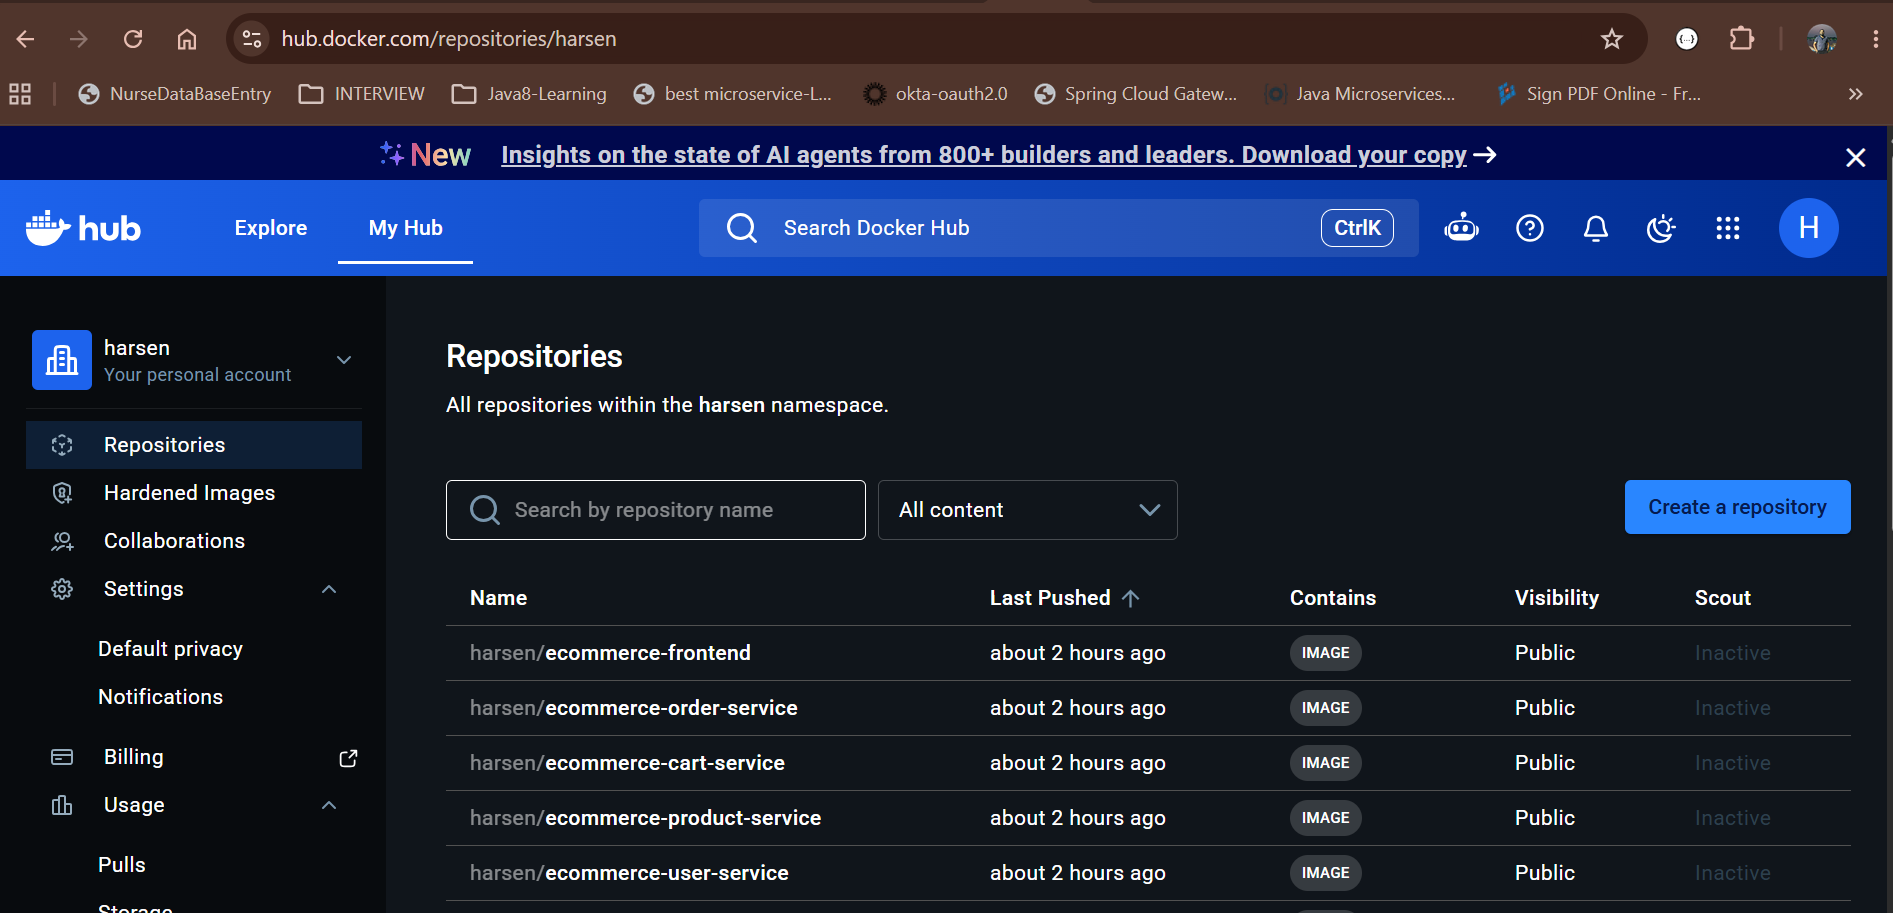 hub.docker.com/repositories/harsen
NurseDataBaseEntry INTERVIEW Java8-Learning best microservice-L... okta-oauth2.0 Spring Cloud Gatew... Java Microservices... Sign PDF Online - Fr...
New Insights on the state of AI agents from 800+ builders and leaders. Download your copy
hub Explore My Hub Search Docker Hub CtrlK H
harsen
Your personal account
Repositories
Hardened Images
Collaborations
Settings
Default privacy
Notifications
Billing
Usage
Pulls
Storage
Repositories
All repositories within the harsen namespace.
Search by repository name All content Create a repository
Name Last Pushed Contains Visibility Scout
harsen/ecommerce-frontend about 2 hours ago IMAGE Public Inactive
harsen/ecommerce-order-service about 2 hours ago IMAGE Public Inactive
harsen/ecommerce-cart-service about 2 hours ago IMAGE Public Inactive
harsen/ecommerce-product-service about 2 hours ago IMAGE Public Inactive
harsen/ecommerce-user-service about 2 hours ago IMAGE Public Inactive